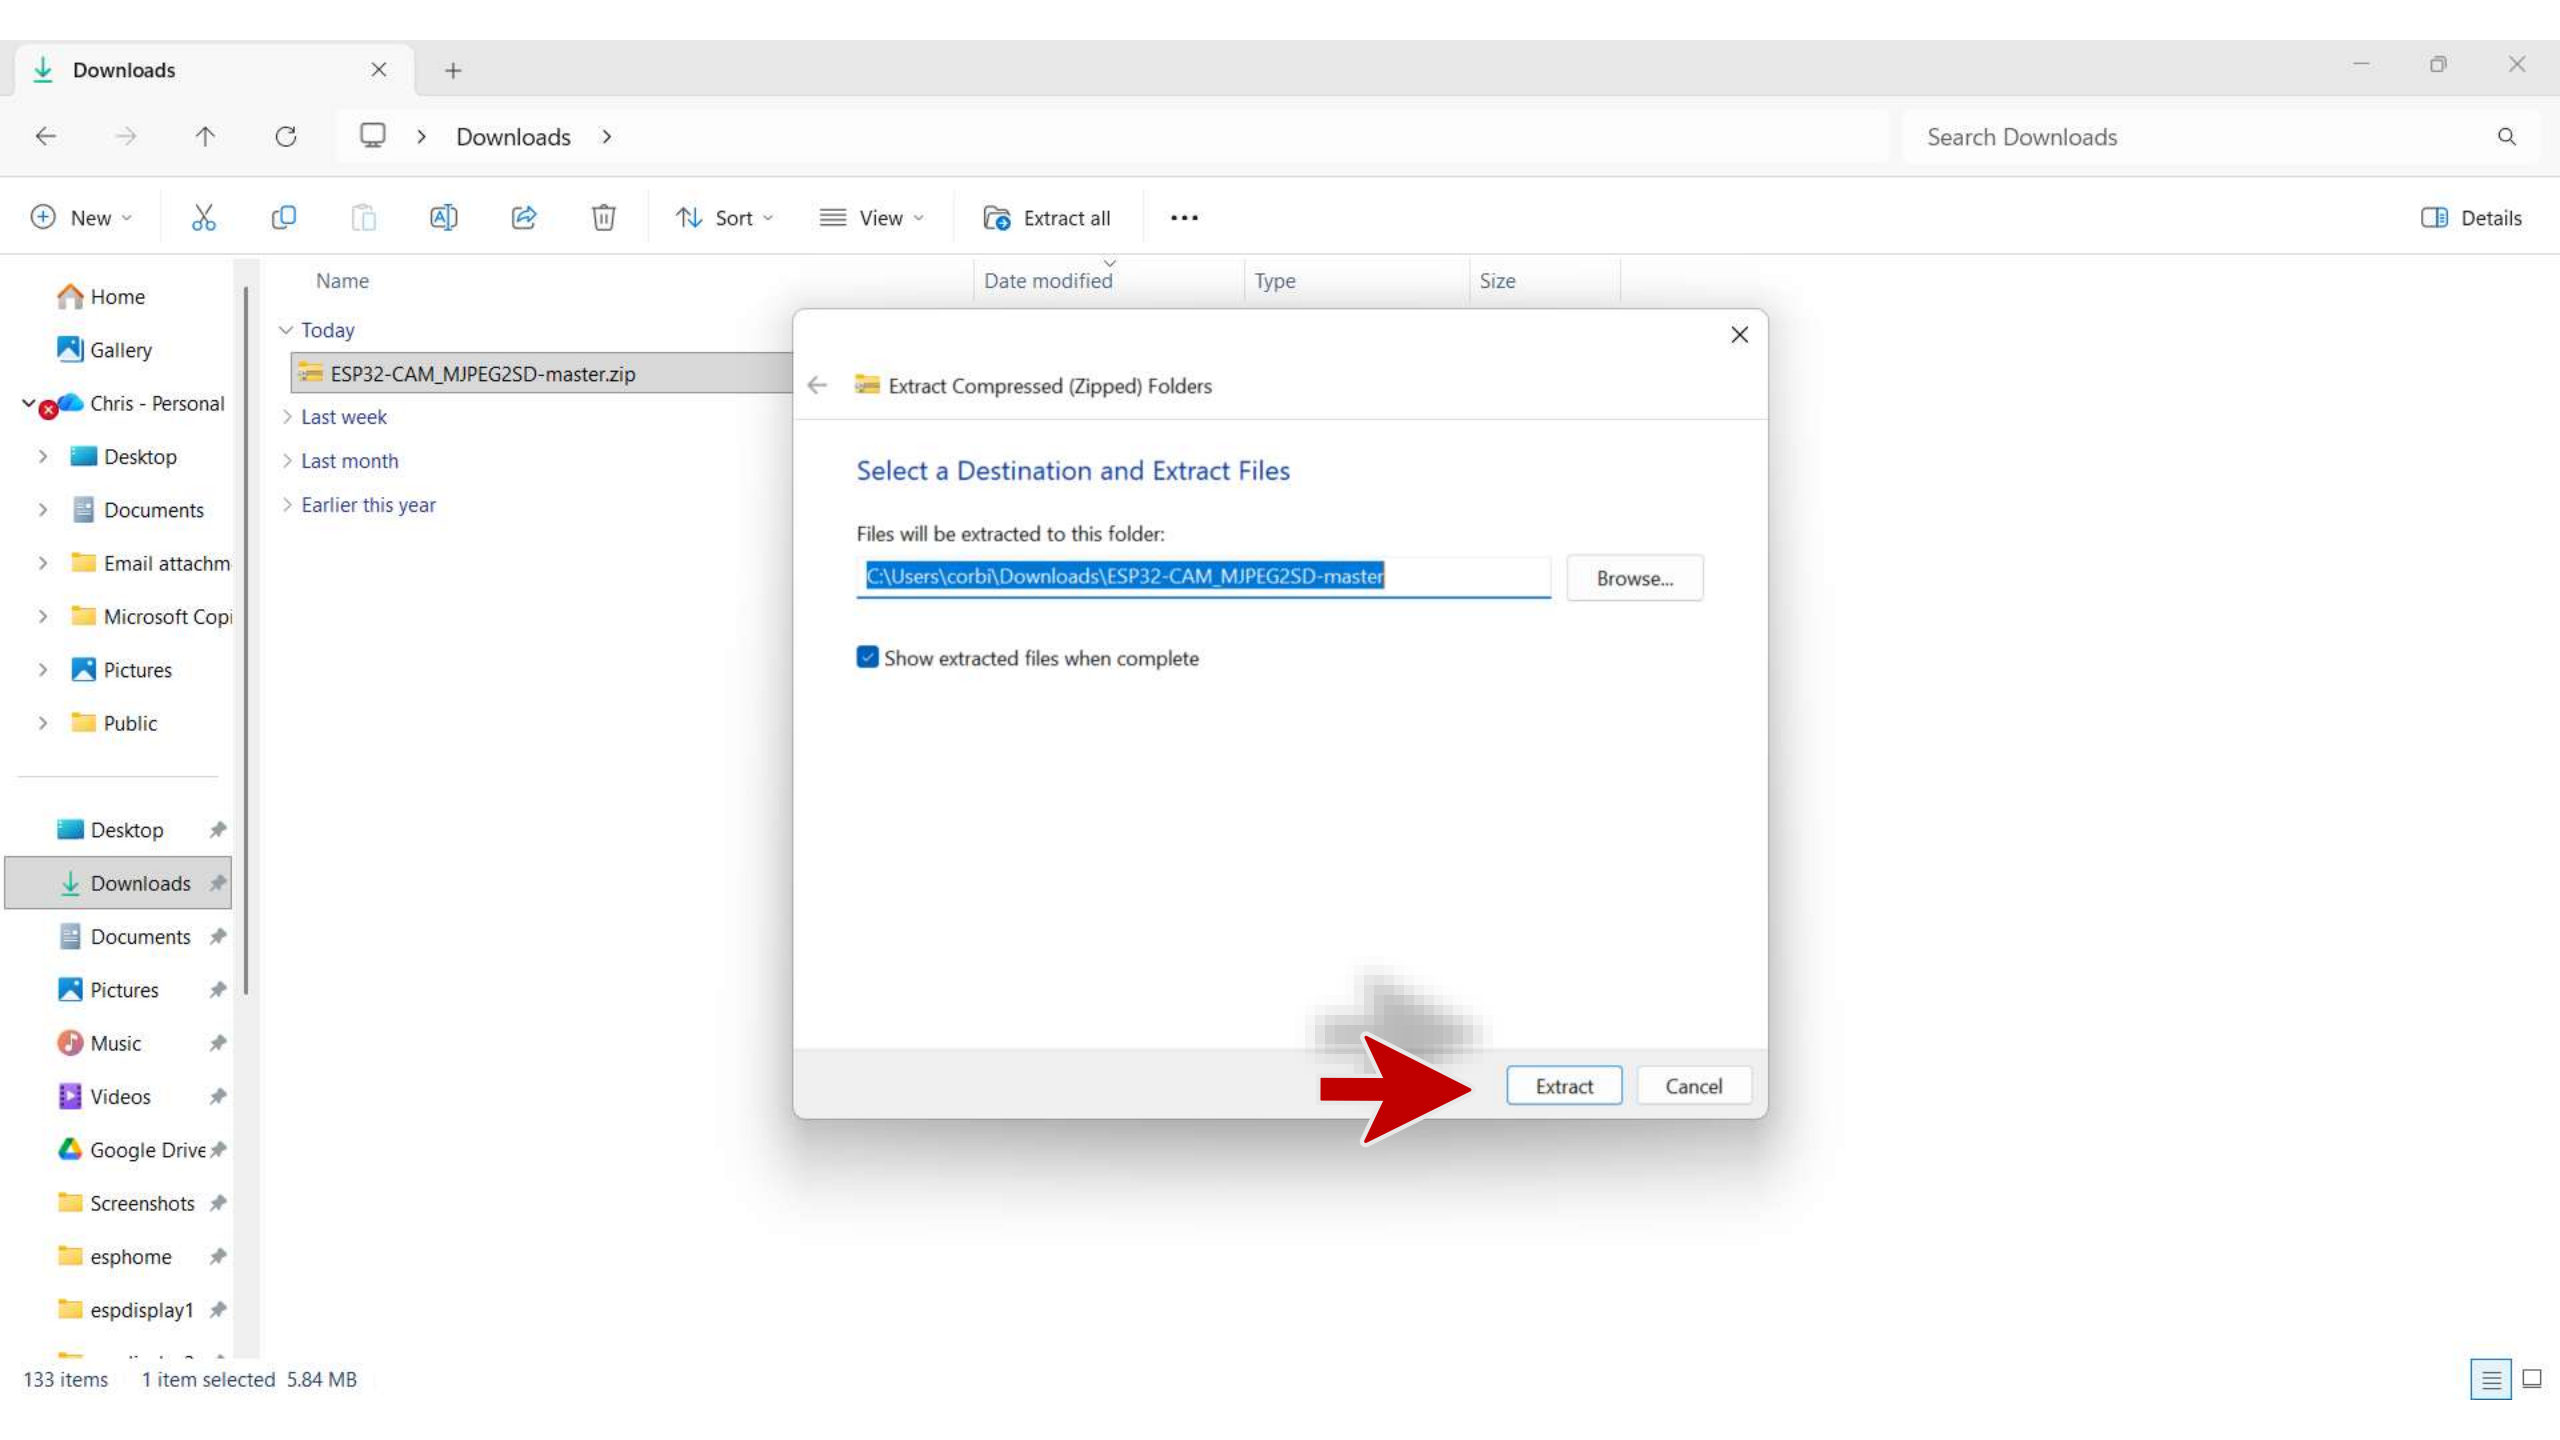 Downloads
Downloads
Search Downloads
New
Sort
View
Extract all
Details
Name
Date modified
Type
Size
Home
Gallery
Chris - Personal
Desktop
Documents
Email attachm
Microsoft Copi
Pictures
Public
Desktop
Downloads
Documents
Pictures
Music
Videos
Google Drive
Screenshots
esphome
espdisplay1
Today
ESP32-CAM_MJPEG2SD-master.zip
Last week
Last month
Earlier this year
Extract Compressed (Zipped) Folders
Select a Destination and Extract Files
Files will be extracted to this folder:
C:\Users\corbi\Downloads\ESP32-CAM_MJPEG2SD-master
Browse...
Show extracted files when complete
Extract
Cancel
133 items
1 item selected 5.84 MB